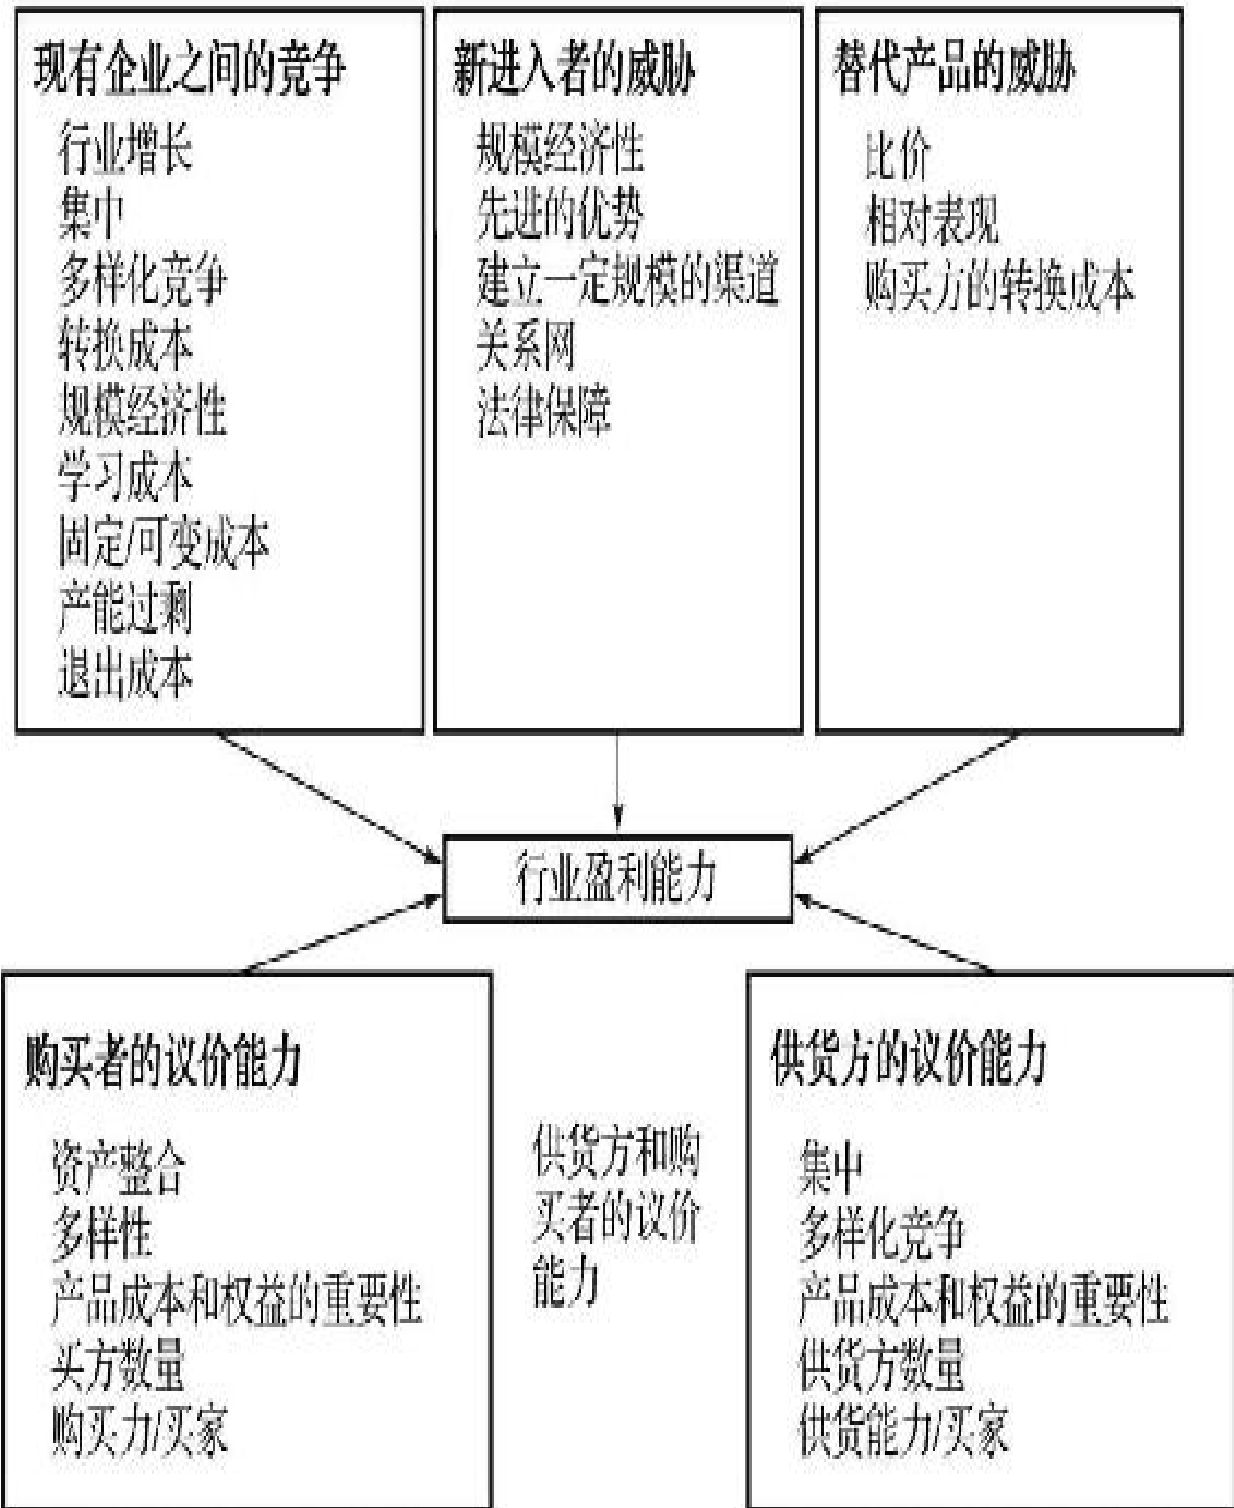 现有企业之间的竞争
行业增长
集中
多样化竞争
转换成本
规模经济性
学习成本
固定/可变成本
产能过剩
退出成本
新进入者的威胁
规模经济性
先进的优势
建立一定规模的渠道
关系网
法律保障
替代产品的威胁
比价
相对表现
购买方的转换成本
行业盈利能力
购买者的议价能力
资产整合
多样性
产品成本和权益的重要性
买方数量
购买力/买家
供货方和购
买者的议价
能力
供货方的议价能力
集中
多样化竞争
产品成本和权益的重要性
供货方数量
供货能力/买家